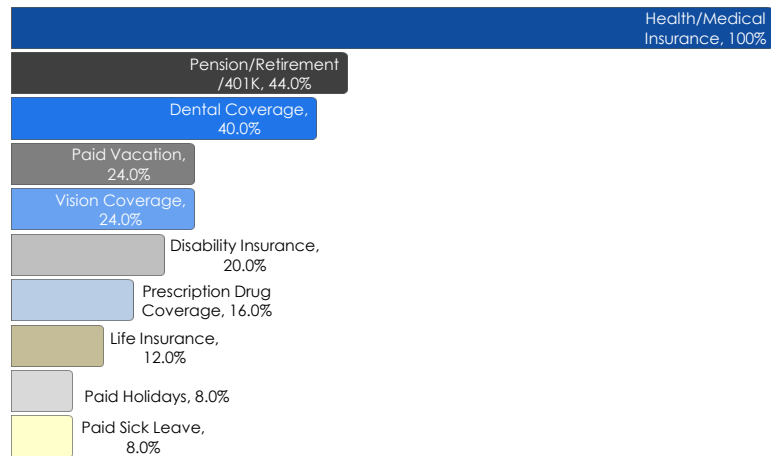 Health/Medical
Insurance, 100%
Pension/Retirement
/401K, 44.0%
Dental Coverage,
40.0%
Paid Vacation,
24.0%
Vision Coverage,
24.0%
Disability Insurance,
20.0%
Prescription Drug
Coverage, 16.0%
Life Insurance,
12.0%
Paid Holidays, 8.0%
Paid Sick Leave,
8.0%